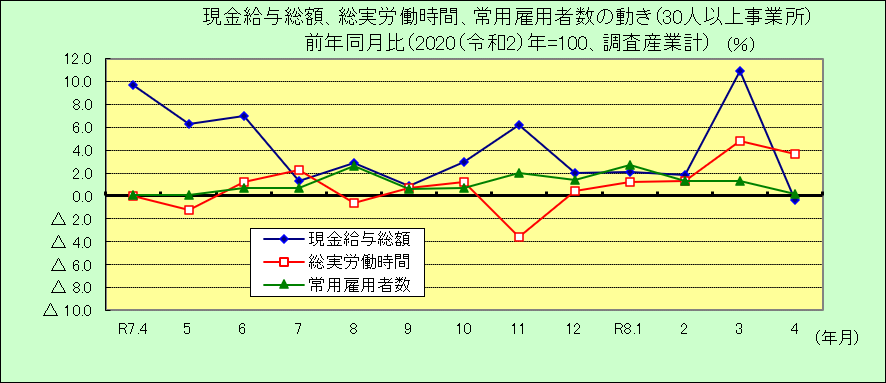 現金給与総額、総実労働時間、常用雇用者数の動き(30人以上事業所)
前年同月比(2020(令和2)年=100、調査産業計) (%)
12.0
10.0
8.0
6.0
4.0
2.0
0.0
△ 2.0
△ 4.0
△ 6.0
△ 8.0
△ 10.0
現金給与総額
総実労働時間
常用雇用者数
R7.4 5 6 7 8 9 10 11 12 R8.1 2 3 4
(年月)